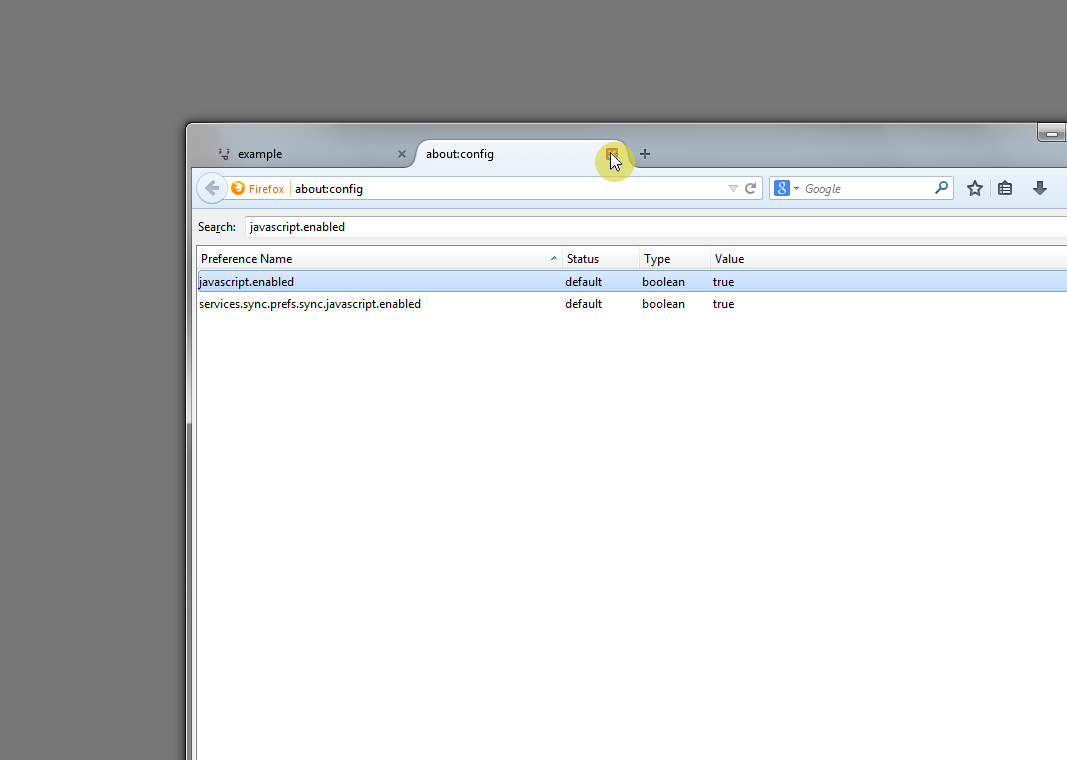 example about:config
Firefox about:config Google
Search: javascript.enabled
Preference Name Status Type Value
javascript.enabled default boolean true
services.sync.prefs.sync.javascript.enabled default boolean true